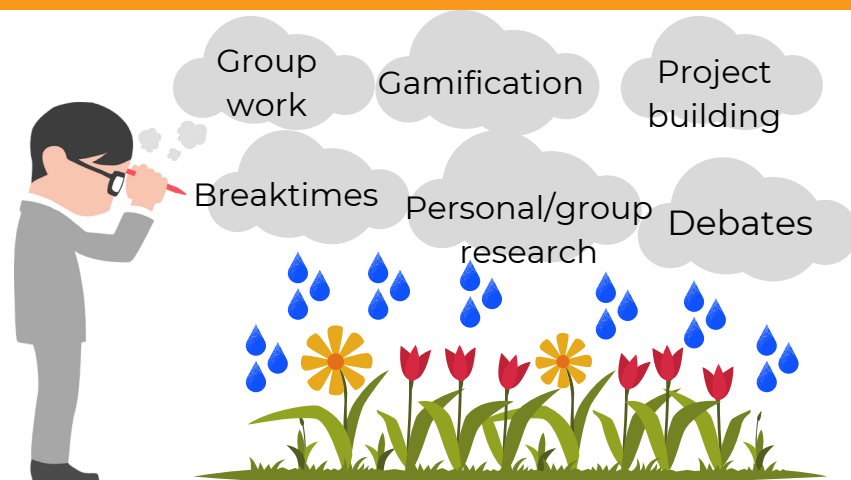 Group
work
Gamification
Project
building
Breaktimes
Personal/group
research
Debates